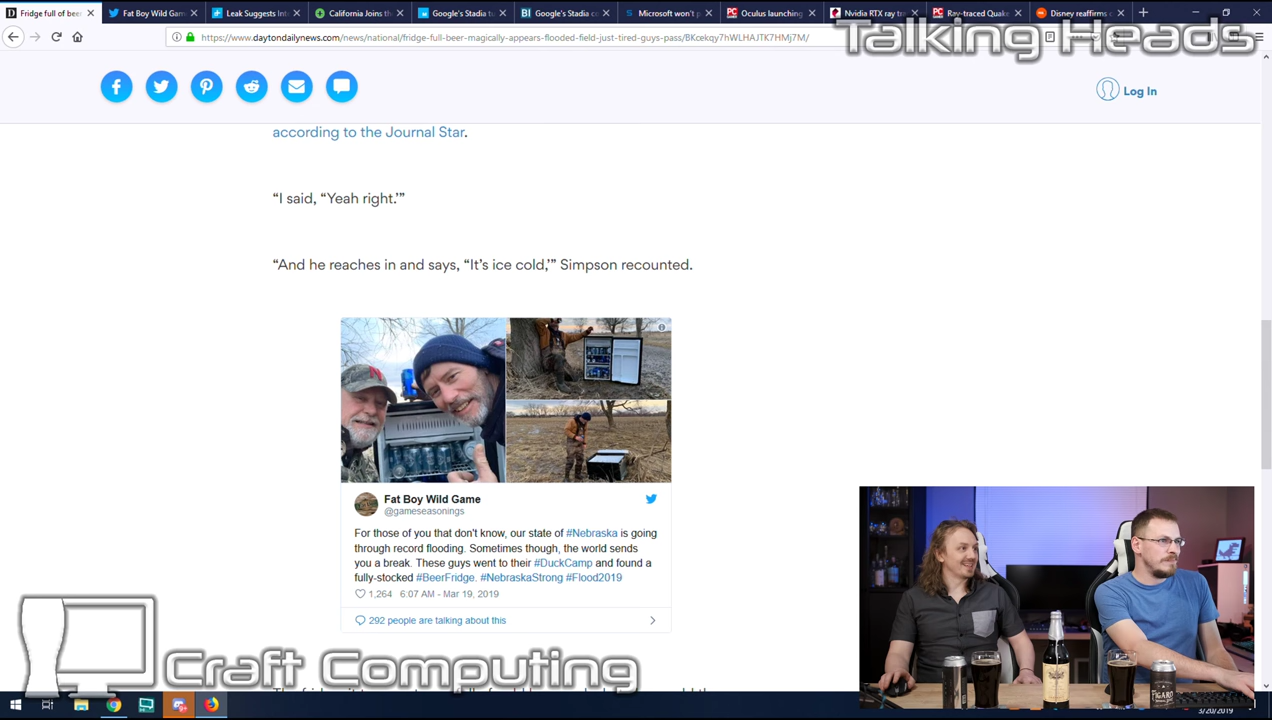 Fridge full of beer
Fat Boy Wild Gam
Leak Suggests Int
California Joins th
Google's Stadia tu
Google's Stadia co
Microsoft won't p
Oculus launching
Nvidia RTX ray tra
Ray-traced Quake
Disney reaffirms c
https://www.daytondailynews.com/news/national/fridge-full-beer-magically-appears-flooded-field-just-tired-guys-pass/BKcekqy7hWLHAJTK7HMj7M/
Talking Heads
Log In
according to the Journal Star.
“I said, “Yeah right.’”
“And he reaches in and says, “It’s ice cold,’” Simpson recounted.
Fat Boy Wild Game
@gameseasonings
For those of you that don't know, our state of #Nebraska is going
through record flooding. Sometimes though, the world sends
you a break. These guys went to their #DuckCamp and found a
fully-stocked #BeerFridge. #NebraskaStrong #Flood2019
1,264 6:07 AM - Mar 19, 2019
292 people are talking about this
Craft Computing
FIGARO
3/20/2019